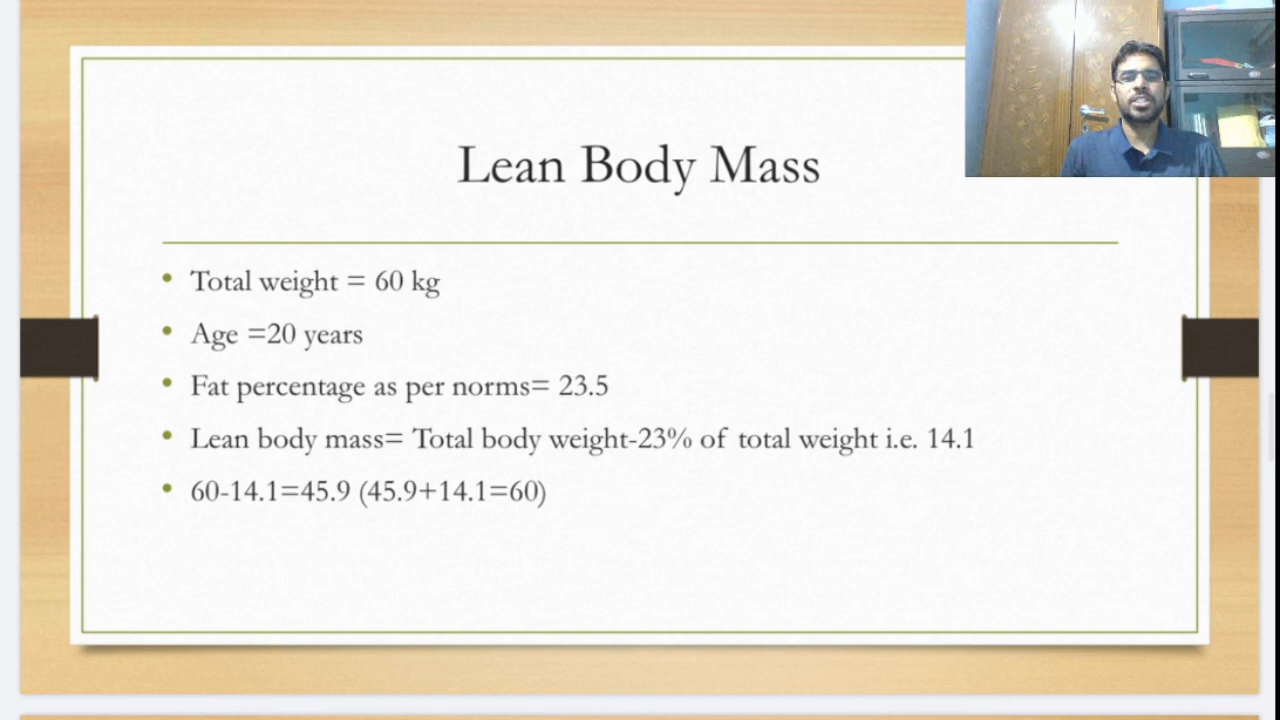 Lean Body Mass
• Total weight = 60 kg
• Age =20 years
• Fat percentage as per norms= 23.5
• Lean body mass= Total body weight-23% of total weight i.e. 14.1
• 60-14.1=45.9 (45.9+14.1=60)